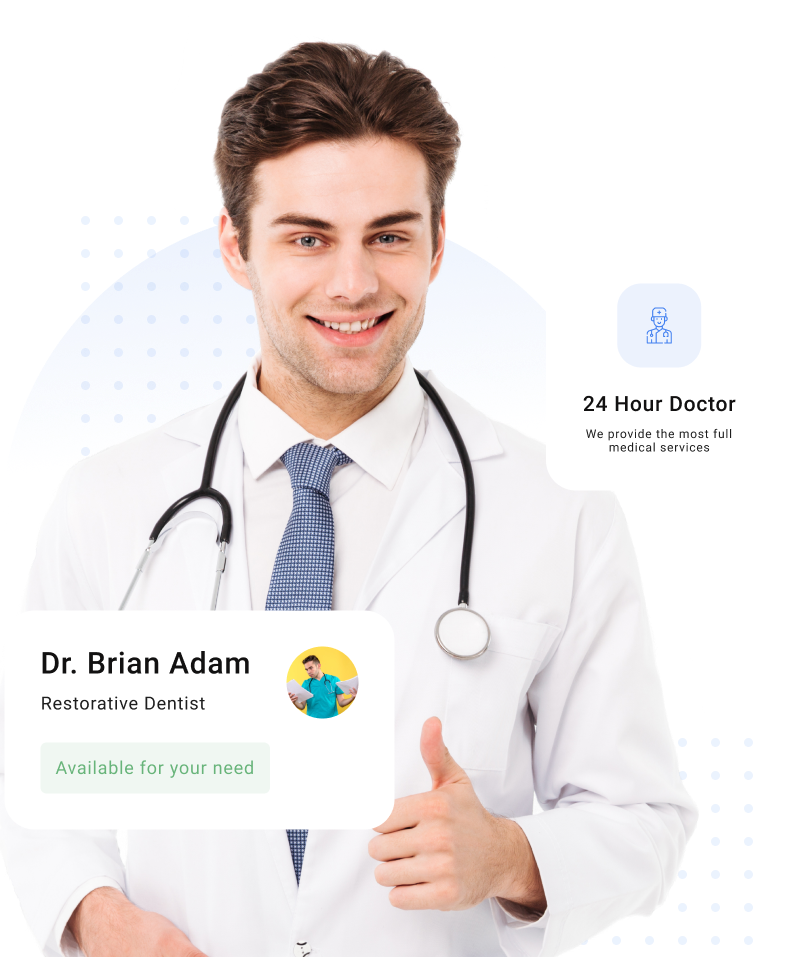 24 Hour Doctor
We provide the most full
medical services
Dr. Brian Adam
Restorative Dentist
Available for your need